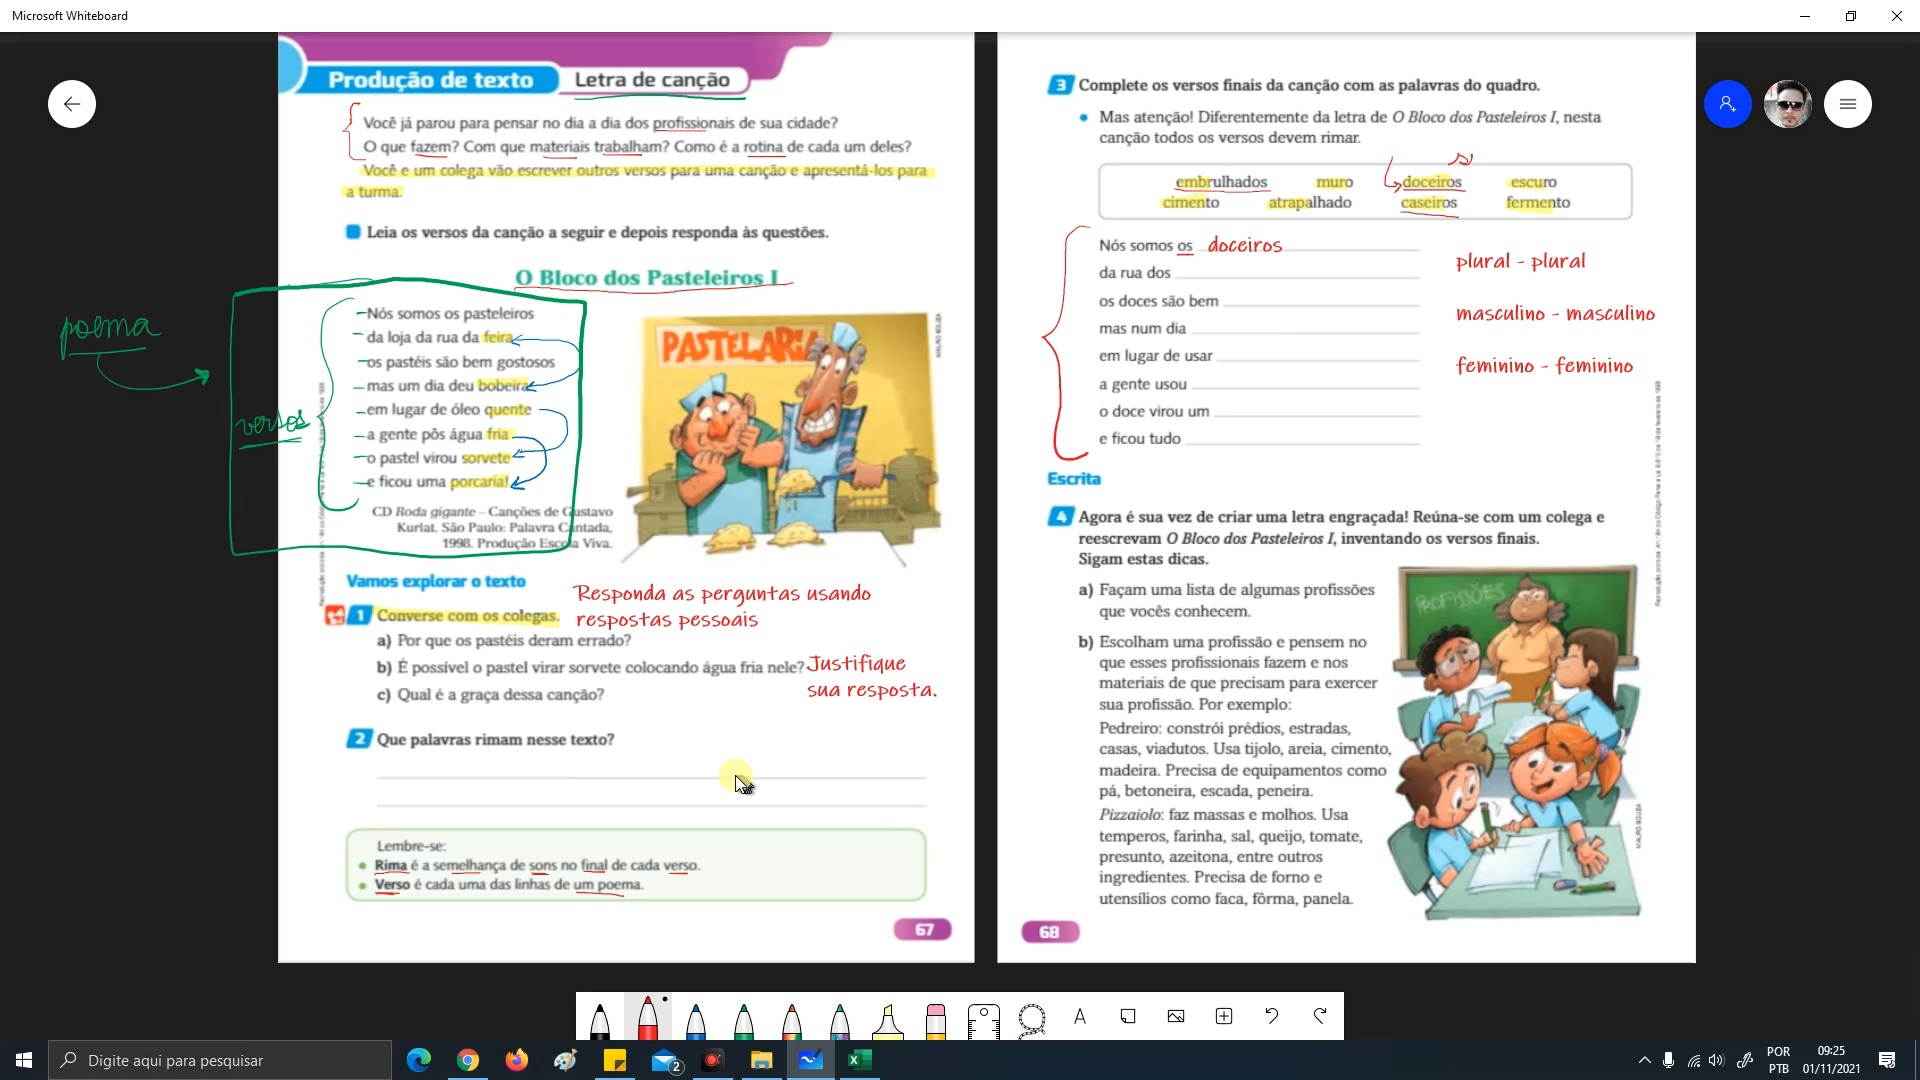 Microsoft Whiteboard
Produção de texto Letra de canção
Você já parou para pensar no dia a dia dos profissionais de sua cidade?
O que fazem? Com que materiais trabalham? Como é a rotina de cada um deles?
Você e um colega vão escrever outros versos para uma canção e apresentá-los para
a turma.
Leia os versos da canção a seguir e depois responda às questões.
O Bloco dos Pasteleiros I
poema
versos
Nós somos os pasteleiros
da loja da rua da feira
os pastéis são bem gostosos
mas um dia deu bobeira
em lugar de óleo quente
a gente pôs água fria
o pastel virou sorvete
e ficou uma porcaria!
CD Roda gigante – Canções de Gustavo
Kurlat. São Paulo: Palavra Cantada,
1998. Produção Escola Viva.
PASTELARIA
MAURO SOUZA
Vamos explorar o texto
Responda as perguntas usando
respostas pessoais
1 Converse com os colegas.
a) Por que os pastéis deram errado?
b) É possível o pastel virar sorvete colocando água fria nele?
Justifique
sua resposta.
c) Qual é a graça dessa canção?
2 Que palavras rimam nesse texto?
Lembre-se:
• Rima é a semelhança de sons no final de cada verso.
• Verso é cada uma das linhas de um poema.
67
3 Complete os versos finais da canção com as palavras do quadro.
• Mas atenção! Diferentemente da letra de O Bloco dos Pasteleiros I, nesta
canção todos os versos devem rimar.
s
embrulhados muro doceiros escuro
cimento atrapalhado caseiros fermento
Nós somos os doceiros
da rua dos
os doces são bem
mas num dia
em lugar de usar
a gente usou
o doce virou um
e ficou tudo
plural - plural
masculino - masculino
feminino - feminino
Escrita
4 Agora é sua vez de criar uma letra engraçada! Reúna-se com um colega e
reescrevam O Bloco dos Pasteleiros I, inventando os versos finais.
Sigam estas dicas.
a) Façam uma lista de algumas profissões
que vocês conhecem.
b) Escolham uma profissão e pensem no
que esses profissionais fazem e nos
materiais de que precisam para exercer
sua profissão. Por exemplo:
Pedreiro: constrói prédios, estradas,
casas, viadutos. Usa tijolo, areia, cimento,
madeira. Precisa de equipamentos como
pá, betoneira, escada, peneira.
Pizzaiolo: faz massas e molhos. Usa
temperos, farinha, sal, queijo, tomate,
presunto, azeitona, entre outros
ingredientes. Precisa de forno e
utensílios como faca, fôrma, panela.
PROFISSÕES
MAURO SOUZA
68
A
Digite aqui para pesquisar
2
POR
PTB
09:25
01/11/2021